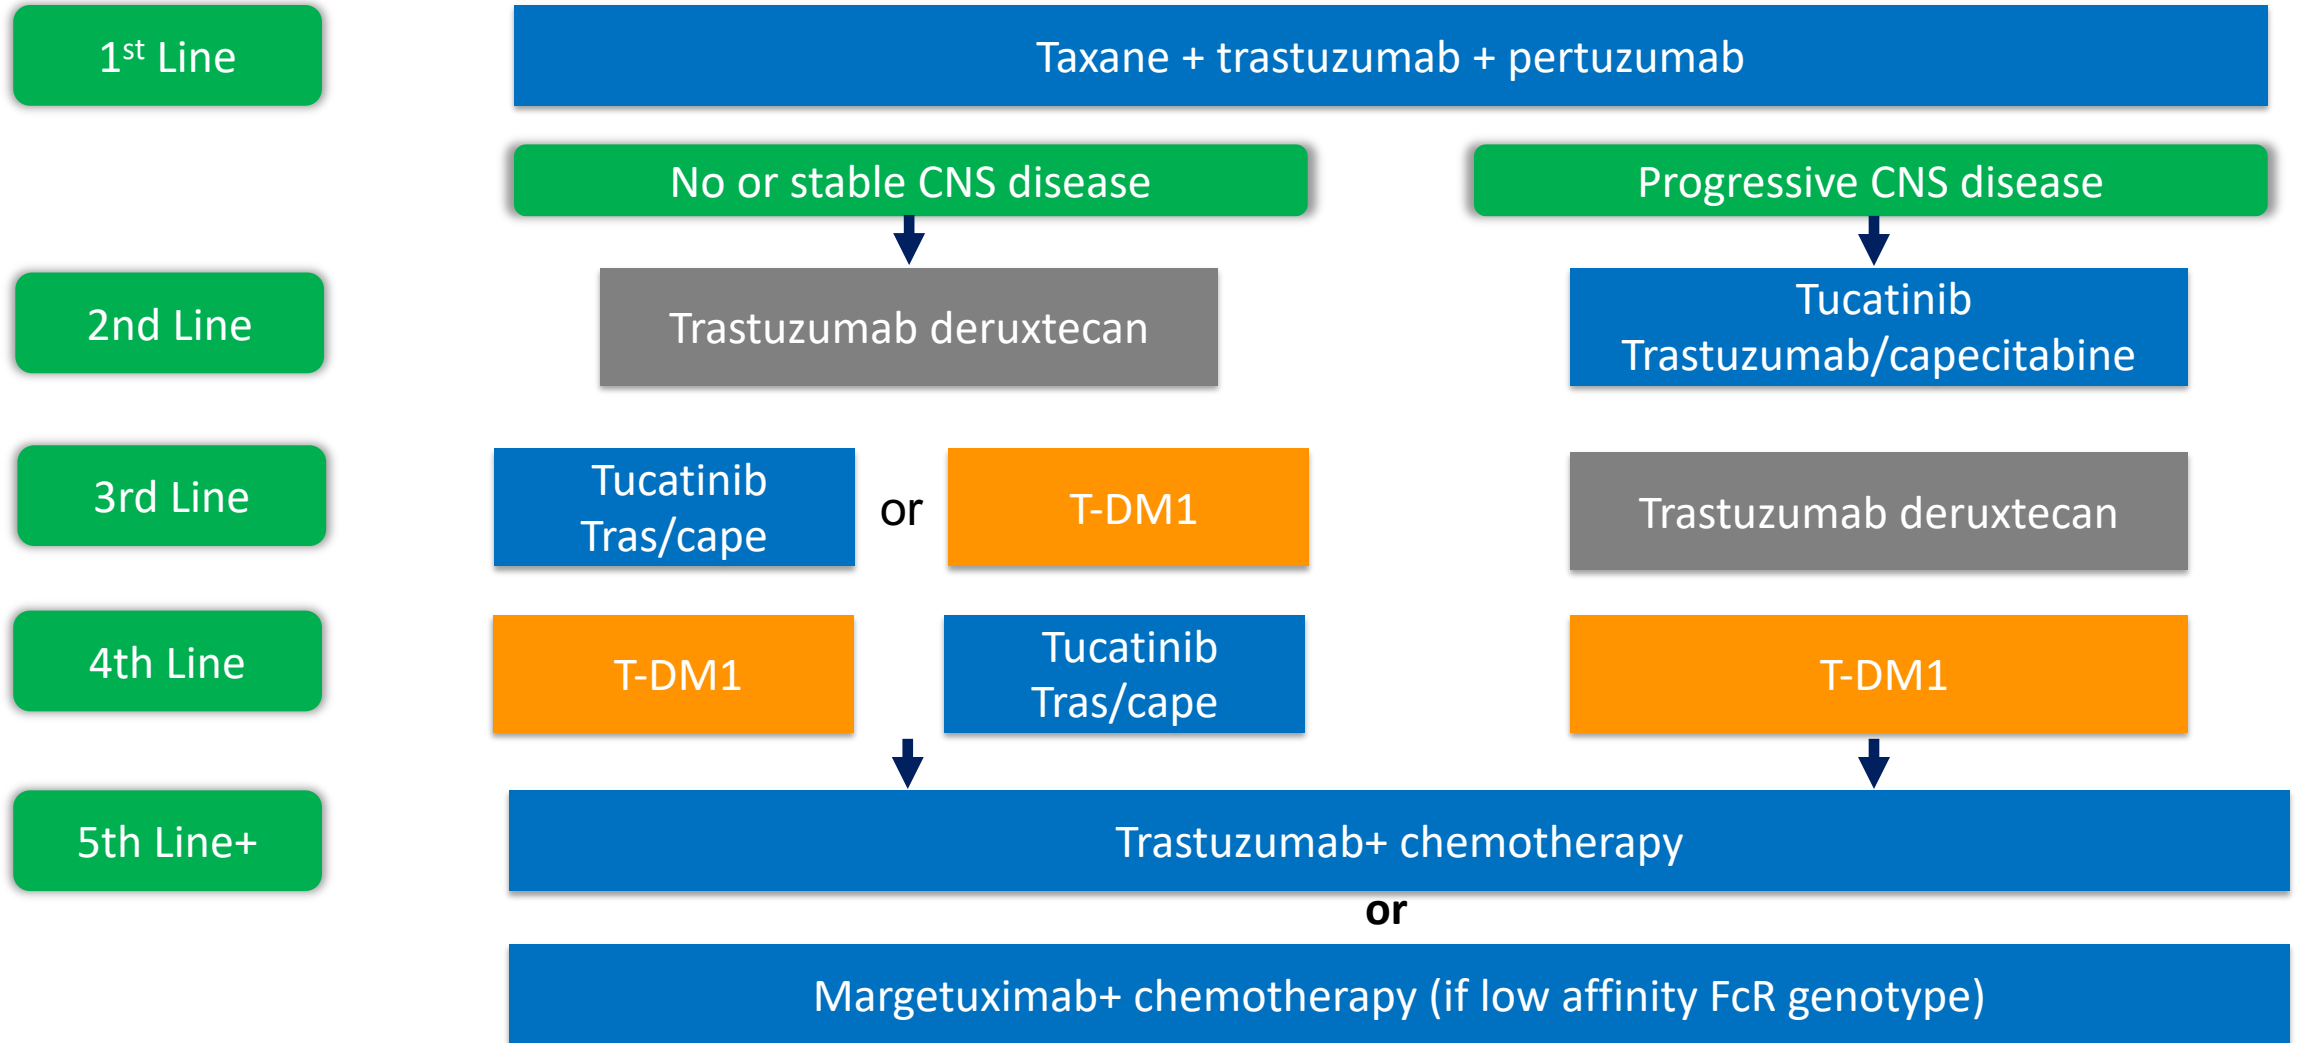 1st Line
Taxane + trastuzumab + pertuzumab
No or stable CNS disease
Progressive CNS disease
2nd Line
Trastuzumab deruxtecan
Tucatinib
Trastuzumab/capecitabine
3rd Line
Tucatinib
Tras/cape
or
T-DM1
Trastuzumab deruxtecan
4th Line
T-DM1
Tucatinib
Tras/cape
T-DM1
5th Line+
Trastuzumab+ chemotherapy
or
Margetuximab+ chemotherapy (if low affinity FcR genotype)